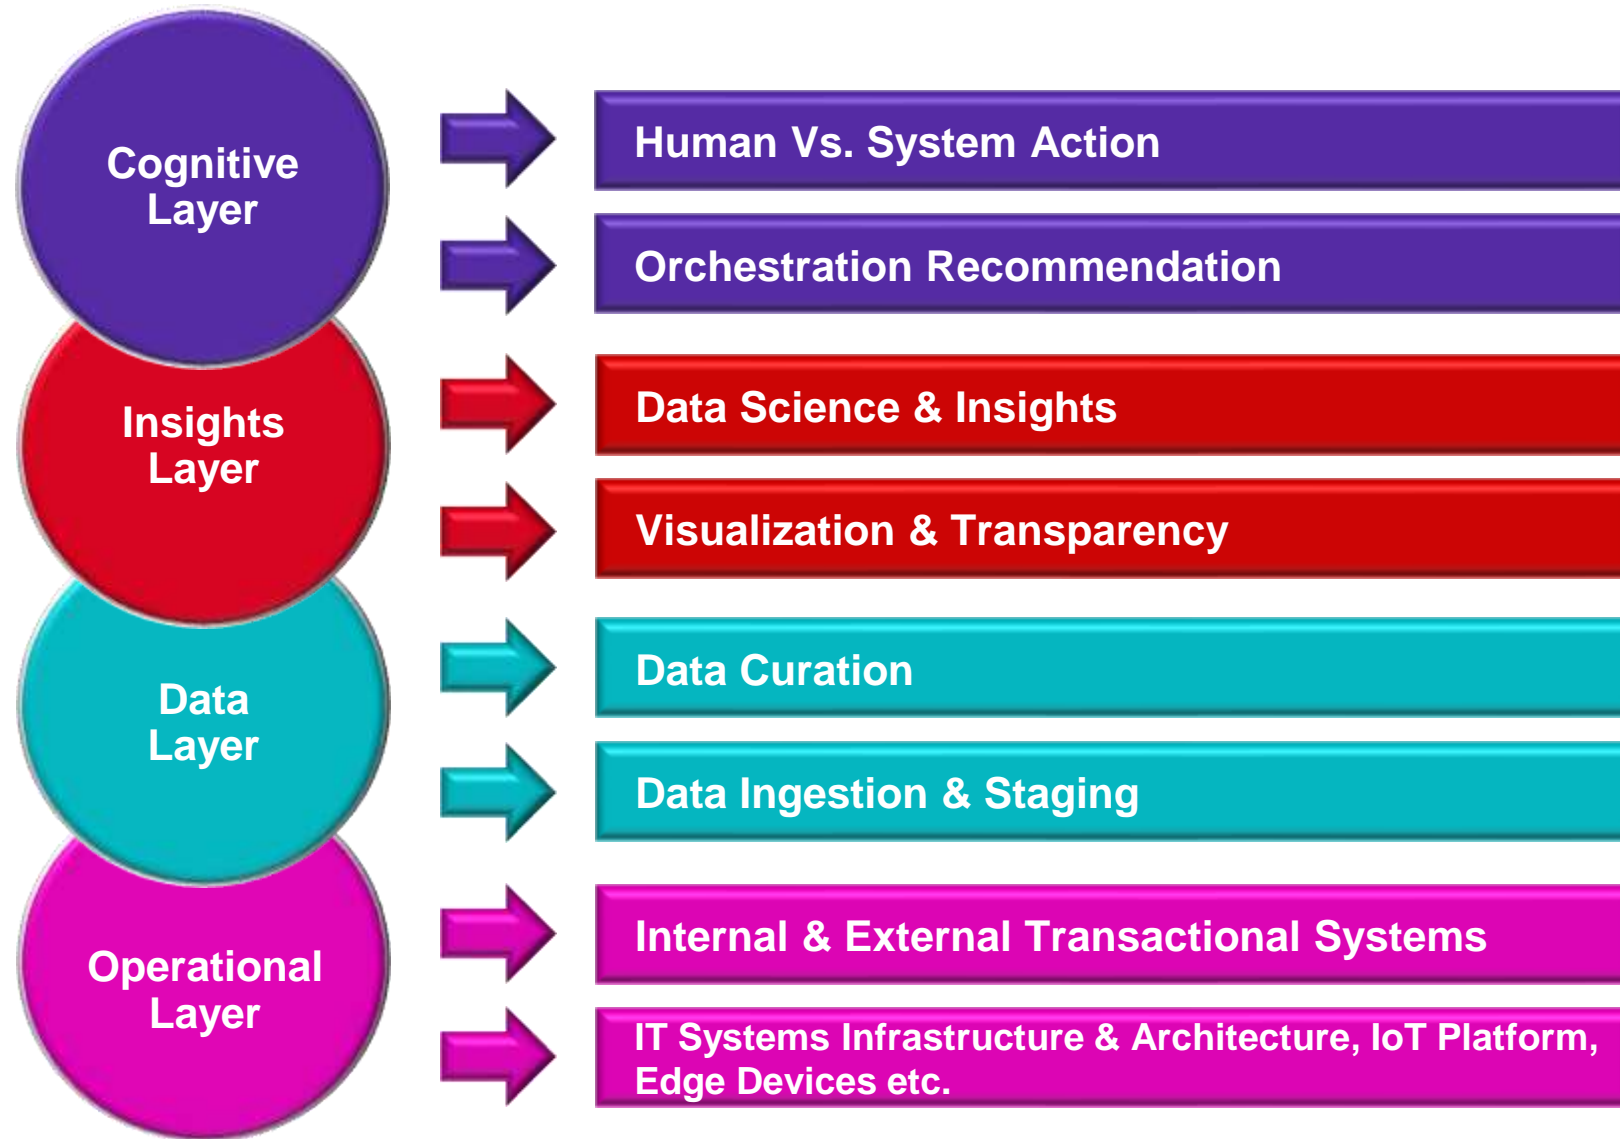 Cognitive
Layer
Human Vs. System Action
Orchestration Recommendation
Insights
Layer
Data Science & Insights
Visualization & Transparency
Data
Layer
Data Curation
Data Ingestion & Staging
Operational
Layer
Internal & External Transactional Systems
IT Systems Infrastructure & Architecture, IoT Platform,
Edge Devices etc.